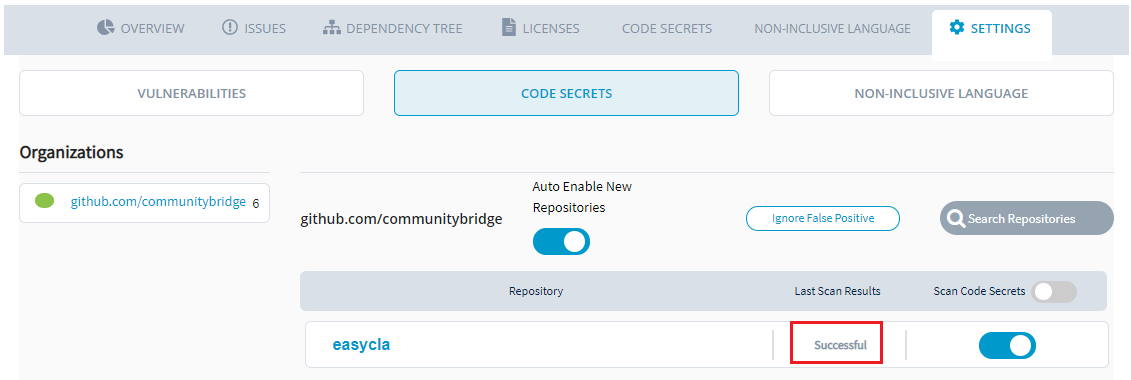 OVERVIEW
ISSUES
DEPENDENCY TREE
LICENSES
CODE SECRETS
NON-INCLUSIVE LANGUAGE
SETTINGS
VULNERABILITIES
CODE SECRETS
NON-INCLUSIVE LANGUAGE
Organizations
github.com/communitybridge 6
github.com/communitybridge
Auto Enable New
Repositories
Ignore False Positive
Search Repositories
Repository
Last Scan Results
Scan Code Secrets
easycla
Successful